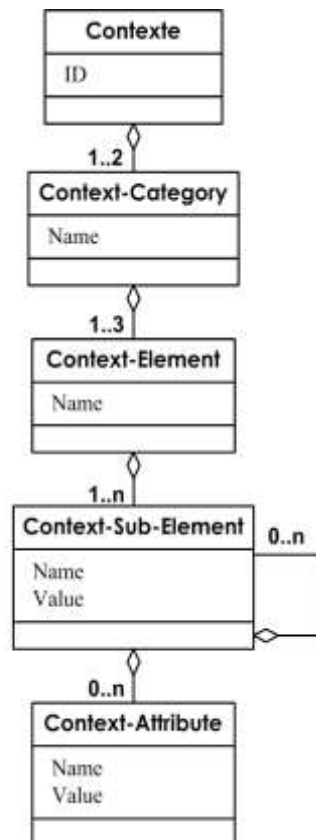 Contexte
ID
1..2
Context-Category
Name
1..3
Context-Element
Name
1..n
Context-Sub-Element
0..n
Name
Value
0..n
Context-Attribute
Name
Value